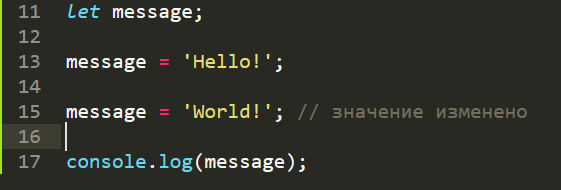 11 let message;
12
13 message = 'Hello!';
14
15 message = 'World!'; // значение изменено
16
17 console.log(message);